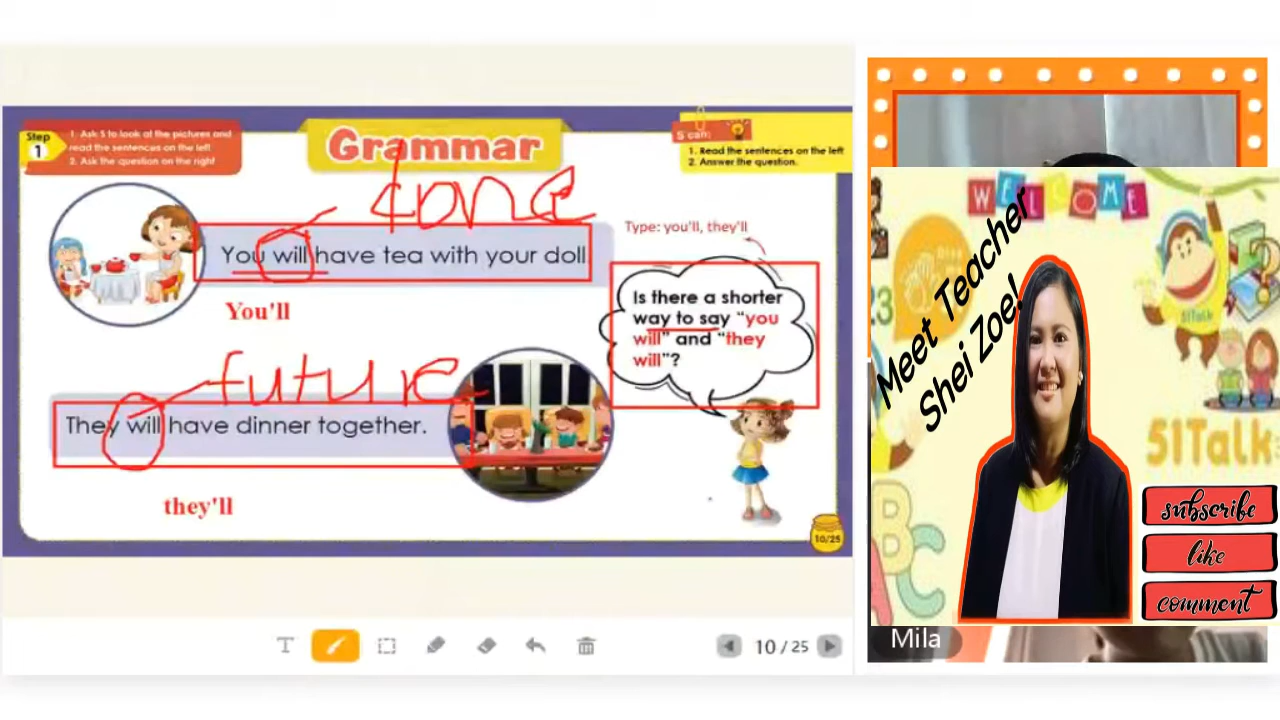 Step
1
1. Ask S to look at the pictures and
read the sentences on the left
2. Ask the question on the right
Grammar
S can:
1. Read the sentences on the left
2. Answer the question.
done
You will have tea with your doll
You'll
Type: you'll, they'll
Is there a shorter
way to say "you
will" and "they
will"?
future
They will have dinner together.
they'll
10/25
T
10 / 25
WELCOME
Meet Teacher
Shei Zoe!
23
51Talk
51Talk
ABC
subscribe
like
comment
Mila